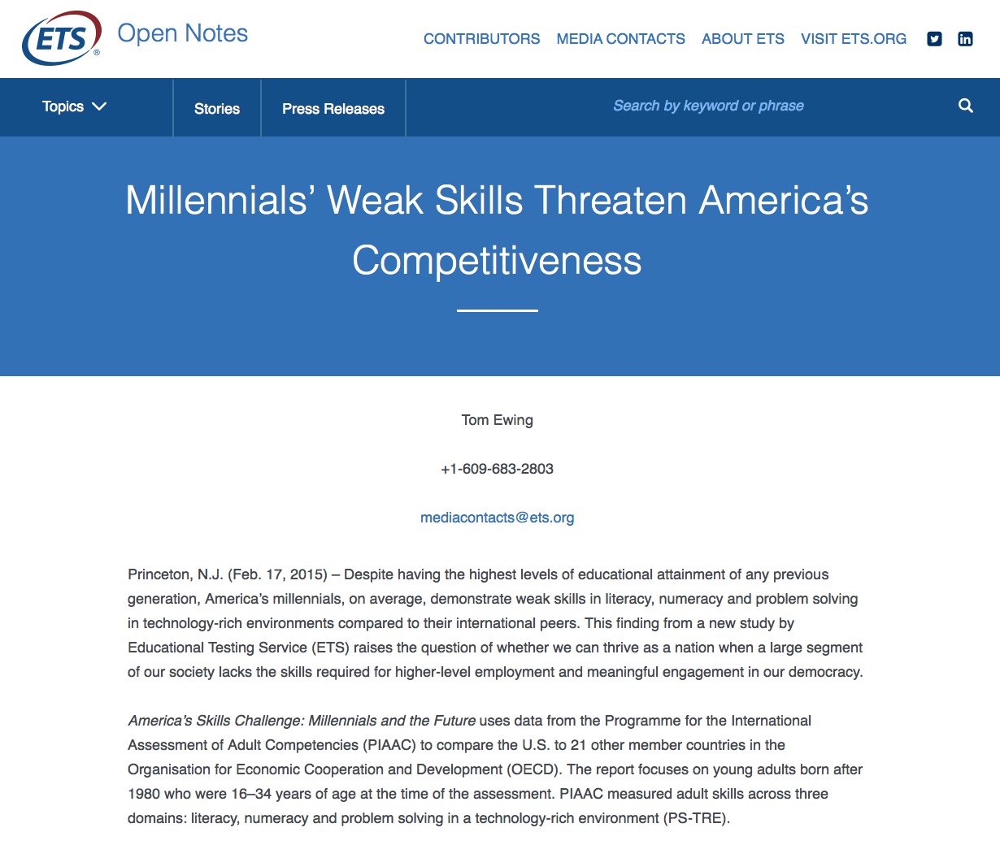 ETS®
Open Notes
CONTRIBUTORS MEDIA CONTACTS ABOUT ETS VISIT ETS.ORG in
Topics Stories Press Releases Search by keyword or phrase
Millennials’ Weak Skills Threaten America’s
Competitiveness
Tom Ewing
+1-609-683-2803
mediacontacts@ets.org
Princeton, N.J. (Feb. 17, 2015) – Despite having the highest levels of educational attainment of any previous
generation, America’s millennials, on average, demonstrate weak skills in literacy, numeracy and problem solving
in technology-rich environments compared to their international peers. This finding from a new study by
Educational Testing Service (ETS) raises the question of whether we can thrive as a nation when a large segment
of our society lacks the skills required for higher-level employment and meaningful engagement in our democracy.
America’s Skills Challenge: Millennials and the Future uses data from the Programme for the International
Assessment of Adult Competencies (PIAAC) to compare the U.S. to 21 other member countries in the
Organisation for Economic Cooperation and Development (OECD). The report focuses on young adults born after
1980 who were 16–34 years of age at the time of the assessment. PIAAC measured adult skills across three
domains: literacy, numeracy and problem solving in a technology-rich environment (PS-TRE).